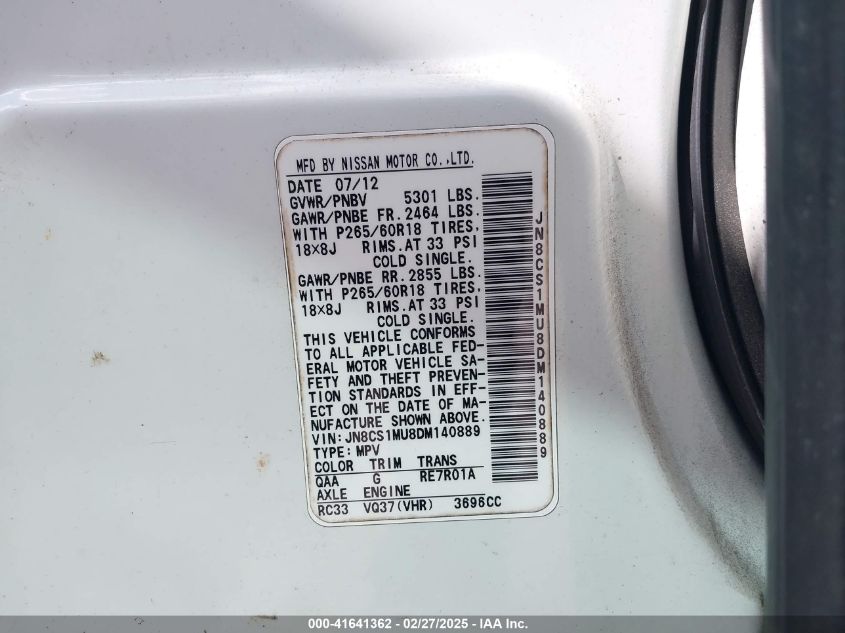 MFD BY NISSAN MOTOR CO.,LTD.
DATE 07/12
GVWR/PNBV 5301 LBS.
GAWR/PNBE FR. 2464 LBS.
WITH P265/60R18 TIRES,
18×8J RIMS.AT 33 PSI
COLD SINGLE.
GAWR/PNBE RR. 2855 LBS.
WITH P265/60R18 TIRES,
18×8J RIMS.AT 33 PSI
COLD SINGLE.
THIS VEHICLE CONFORMS
TO ALL APPLICABLE FED-
ERAL MOTOR VEHICLE SA-
FETY AND THEFT PREVEN-
TION STANDARDS IN EFF-
ECT ON THE DATE OF MA-
NUFACTURE SHOWN ABOVE.
VIN:JN8CS1MU8DM140889
TYPE:MPV
COLOR TRIM TRANS
QAA G RE7R01A
AXLE ENGINE
RC33 VQ37(VHR) 3696CC
JN8CS1MU8DM140889
000-41641362 - 02/27/2025 - IAA Inc.